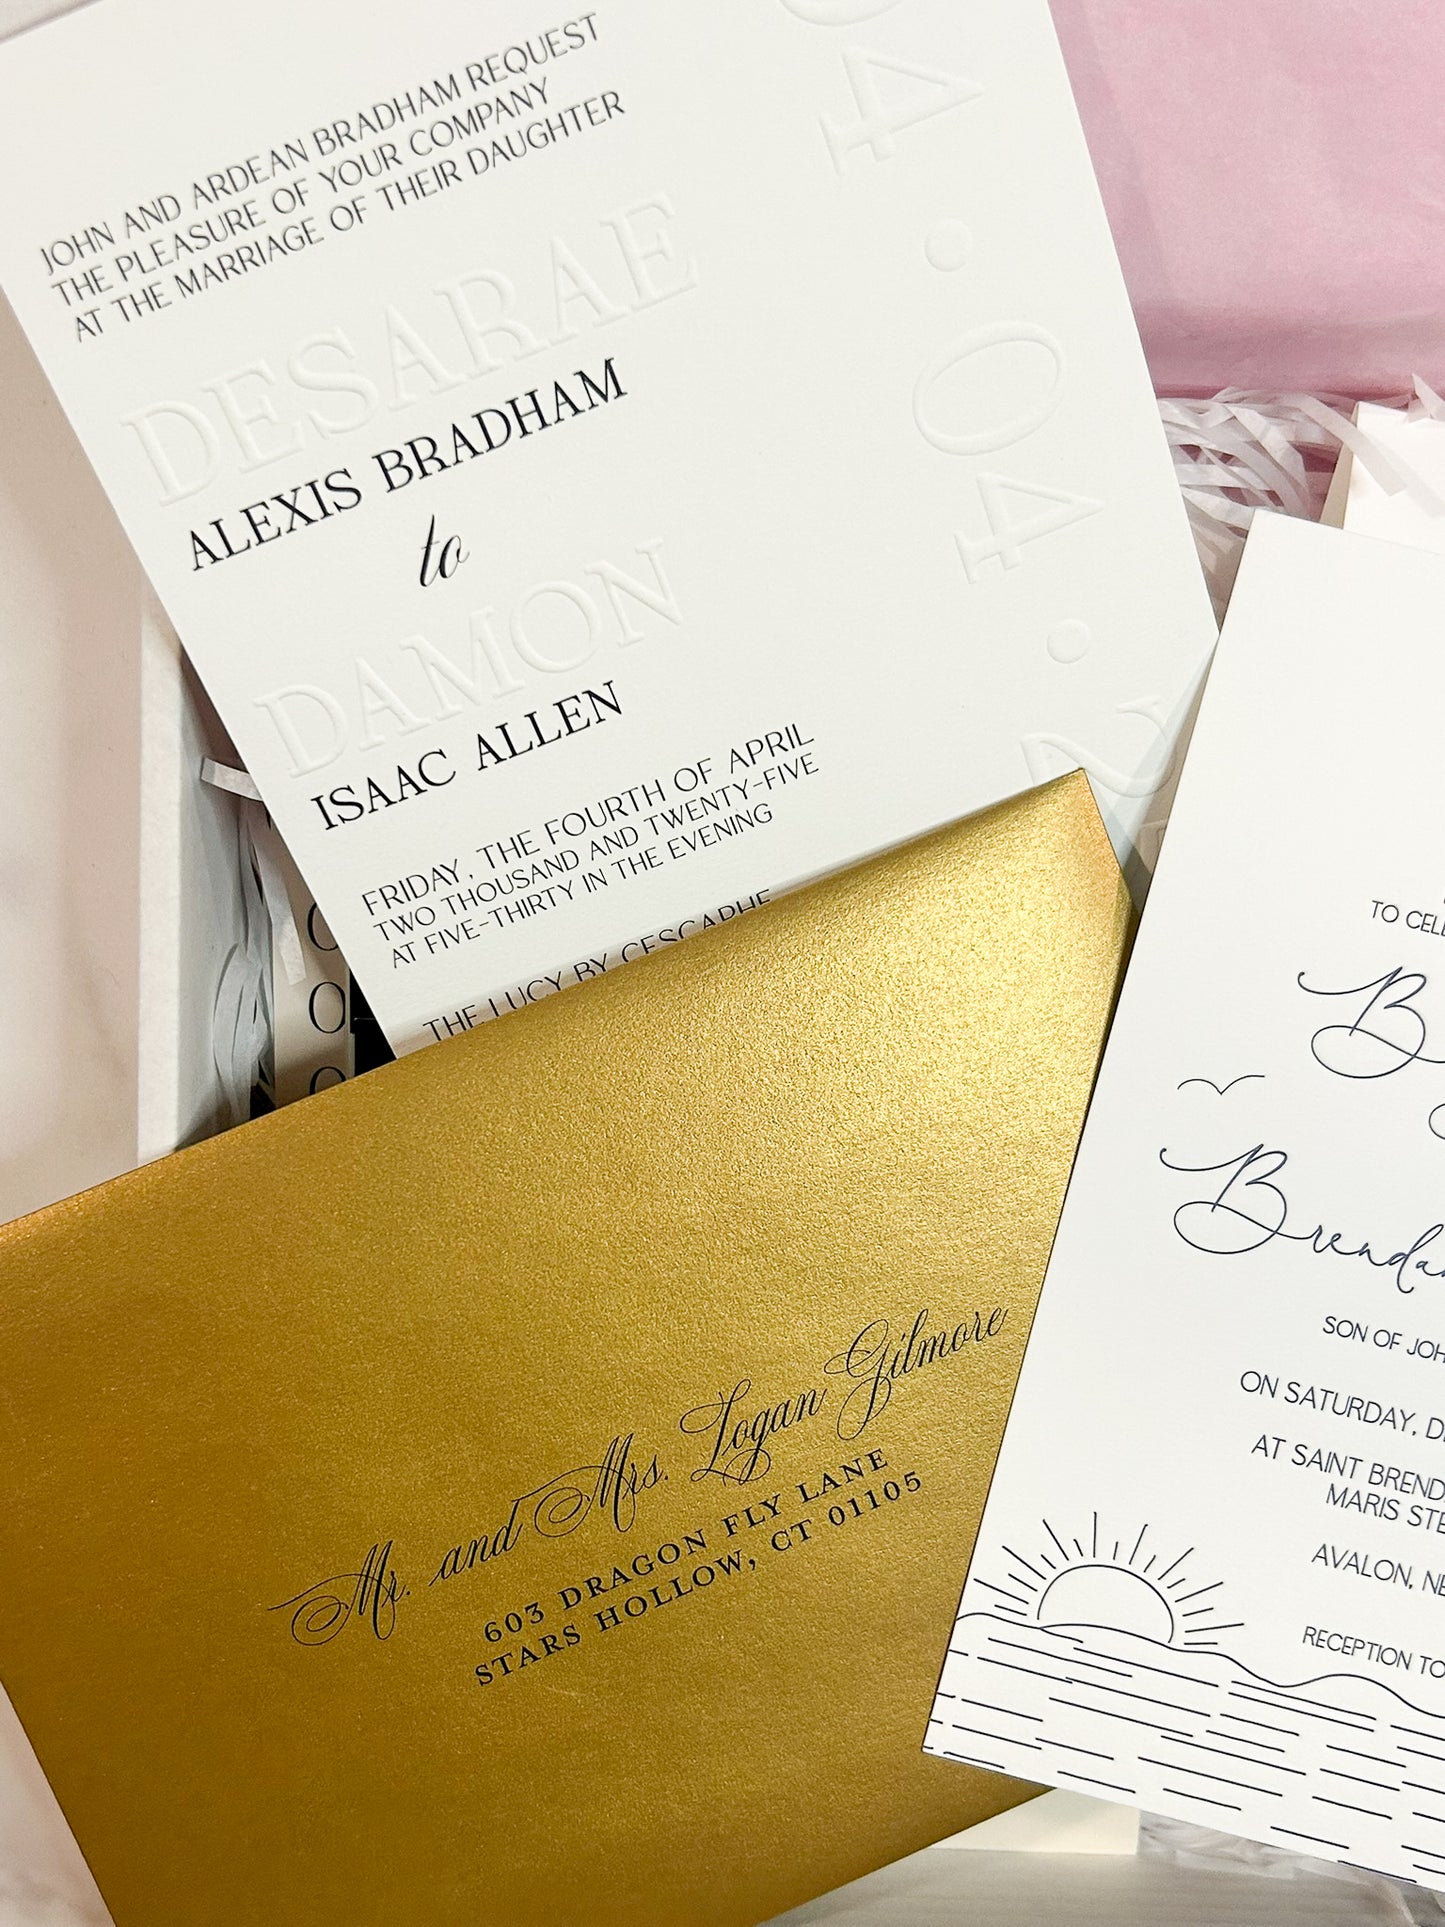 JOHN AND ARDEAN BRADHAM REQUEST
THE PLEASURE OF YOUR COMPANY
AT THE MARRIAGE OF THEIR DAUGHTER
DESARAE
ALEXIS BRADHAM
to
DAMON
ISAAC ALLEN
FRIDAY, THE FOURTH OF APRIL
TWO THOUSAND AND TWENTY-FIVE
AT FIVE-THIRTY IN THE EVENING
THE LUCY BY CESCAPHE
04.04.2
Mr. and Mrs. Logan Gilmore
603 DRAGON FLY LANE
STARS HOLLOW, CT 01105
TO CELE
B
Brendan
SON OF JOH
ON SATURDAY, D
AT SAINT BREND
MARIS STE
AVALON, NE
RECEPTION TO